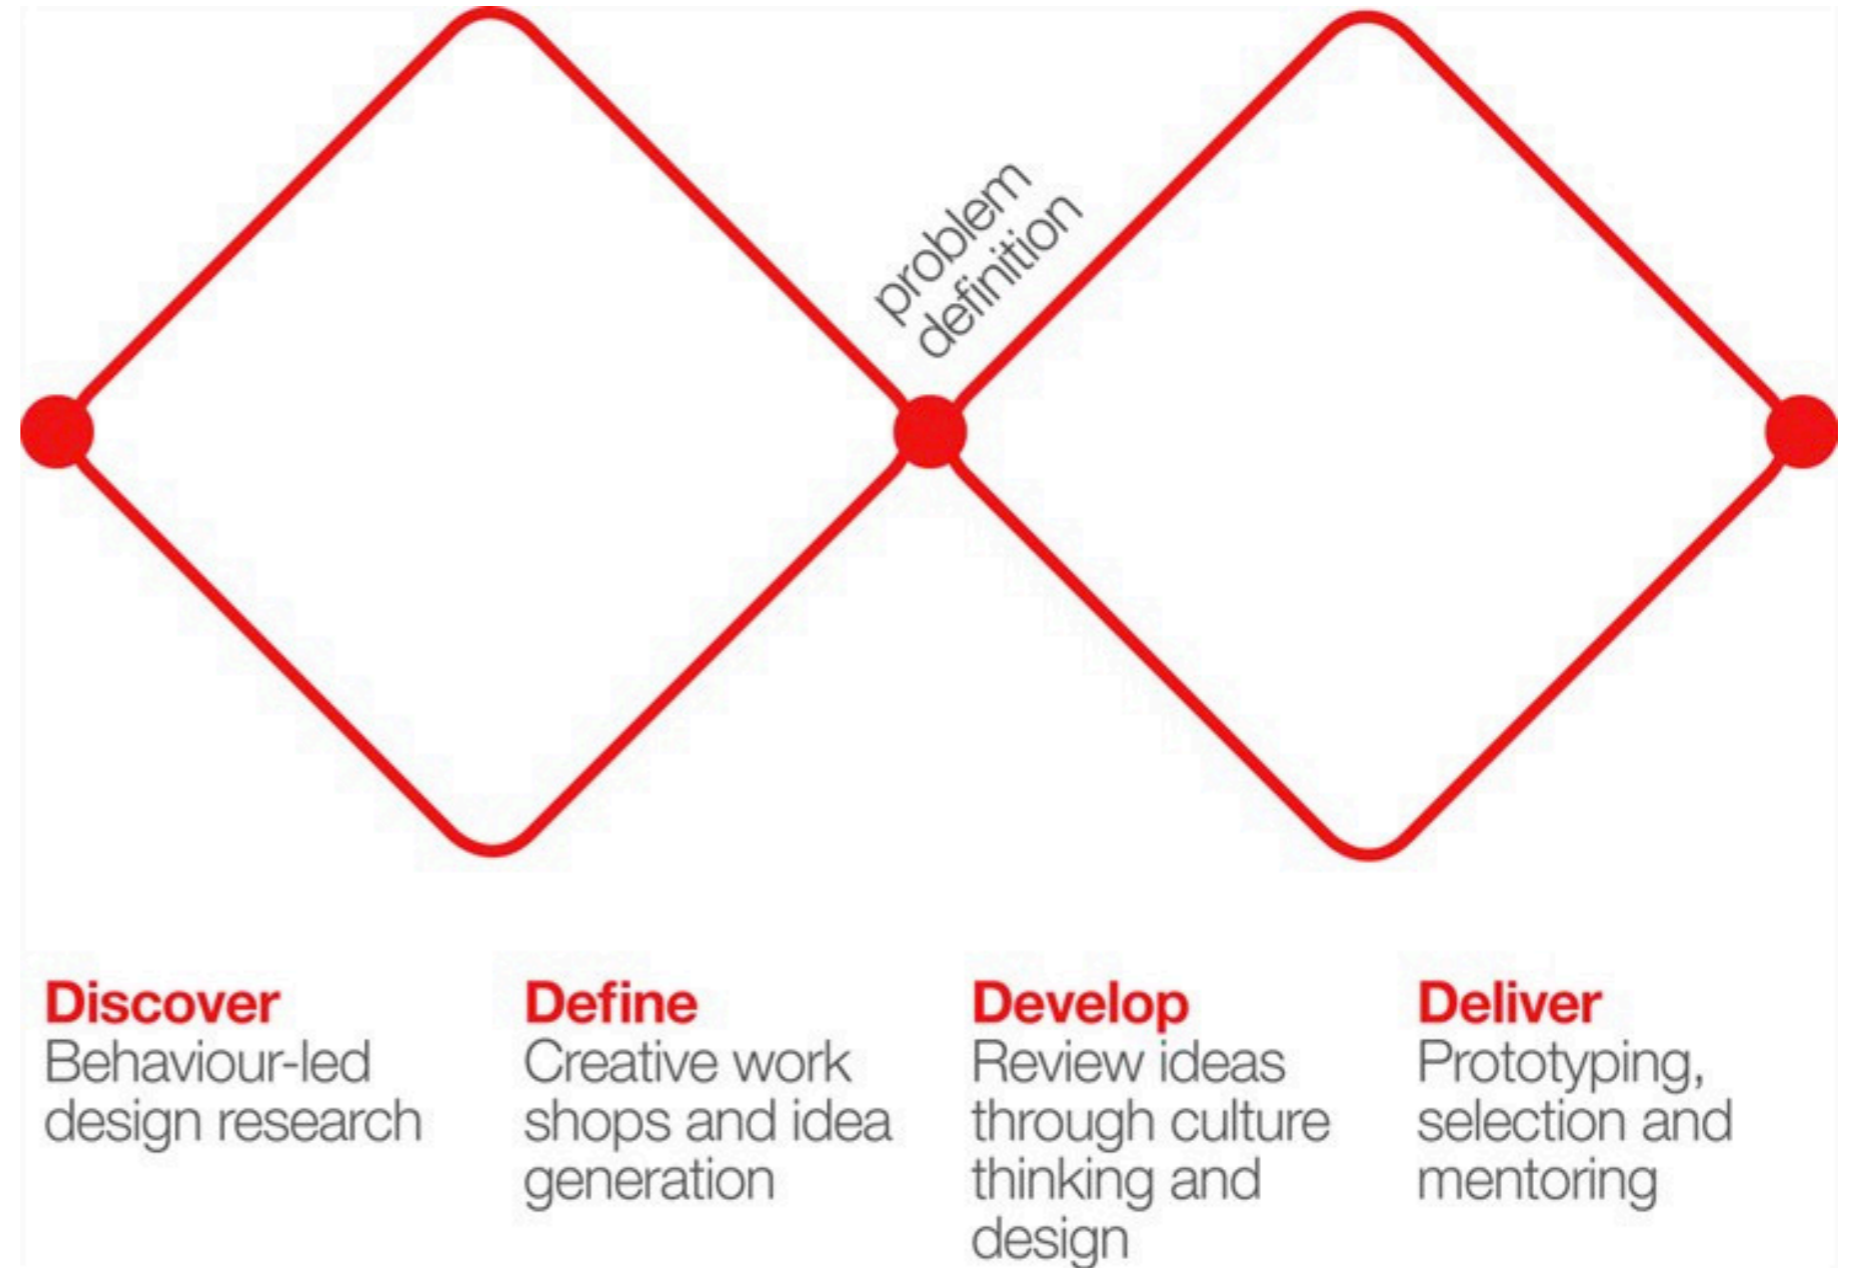 problem
definition
Discover
Behaviour-led
design research
Define
Creative work
shops and idea
generation
Develop
Review ideas
through culture
thinking and
design
Deliver
Prototyping,
selection and
mentoring